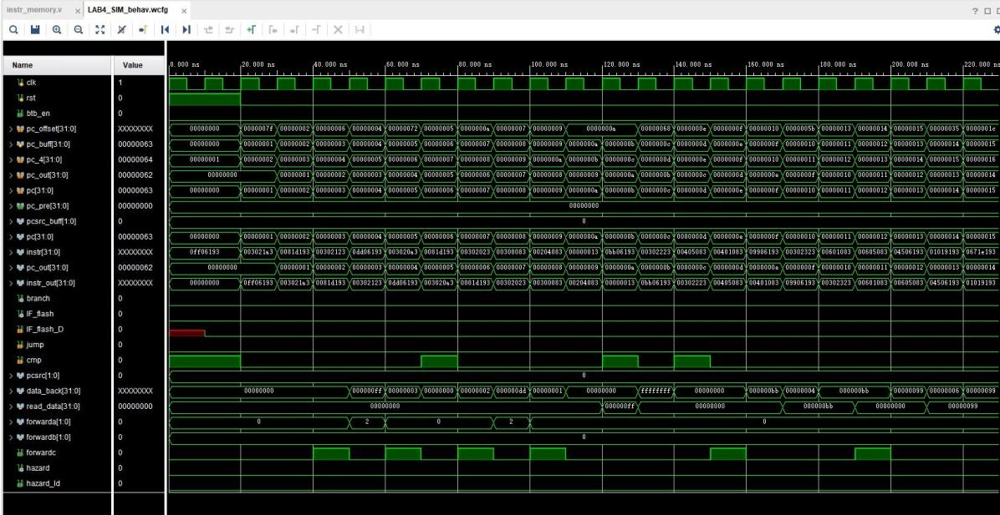 instr_memory.v × LAB4_SIM_behav.wcfg ×
Name Value 0.000 ns 20.000 ns 40.000 ns 60.000 ns 80.000 ns 100.000 ns 120.000 ns 140.000 ns 160.000 ns 180.000 ns 200.000 ns 220.000 ns
clk 1
rst 0
btb_en 0
pc_offset[31:0] XXXXXXXX 00000000 0000007f 00000002 00000006 00000004 00000072 00000005 0000000a 00000007 00000009 0000000a 00000068 0000000e 0000000f 00000010 0000005b 00000013 00000014 00000015 00000035 0000001c
pc_buff[31:0] 00000063 00000000 00000001 00000002 00000003 00000004 00000005 00000006 00000007 00000008 00000009 0000000a 0000000b 0000000c 0000000d 0000000e 0000000f 00000010 00000011 00000012 00000013 00000014 00000015
pc_4[31:0] 00000064 00000001 00000002 00000003 00000004 00000005 00000006 00000007 00000008 00000009 0000000a 0000000b 0000000c 0000000d 0000000e 0000000f 00000010 00000011 00000012 00000013 00000014 00000015 00000016
pc_out[31:0] 00000062 00000000 00000001 00000002 00000003 00000004 00000005 00000006 00000007 00000008 00000009 0000000a 0000000b 0000000c 0000000d 0000000e 0000000f 00000010 00000011 00000012 00000013 00000014
pc[31:0] 00000063 00000000 00000001 00000002 00000003 00000004 00000005 00000006 00000007 00000008 00000009 0000000a 0000000b 0000000c 0000000d 0000000e 0000000f 00000010 00000011 00000012 00000013 00000014 00000015
pc_pre[31:0] 00000000 00000000
pcsrc_buff[1:0] 0 0
pc[31:0] 00000063 00000000 00000001 00000002 00000003 00000004 00000005 00000006 00000007 00000008 00000009 0000000a 0000000b 0000000c 0000000d 0000000e 0000000f 00000010 00000011 00000012 00000013 00000014 00000015
instr[31:0] XXXXXXXX 0ff06193 003021a3 0081d193 00302123 0dd06193 003020a3 0081d193 00302023 00300083 00204083 00000013 0bb06193 00302223 00405083 00401083 09906193 00302323 00601083 00605083 04506193 01019193 0671e193
pc_out[31:0] 00000062 00000000 00000001 00000002 00000003 00000004 00000005 00000006 00000007 00000008 00000009 0000000a 0000000b 0000000c 0000000d 0000000e 0000000f 00000010 00000011 00000012 00000013 00000014
instr_out[31:0] XXXXXXXX 00000000 0ff06193 003021a3 0081d193 00302123 0dd06193 003020a3 0081d193 00302023 00300083 00204083 00000013 0bb06193 00302223 00405083 00401083 09906193 00302323 00601083 00605083 04506193 01019193
branch 0
IF_flash 0
IF_flash_D 0
jump 0
cmp 0
pcsrc[1:0] 0 0
data_back[31:0] XXXXXXXX 00000000 000000ff 00000003 00000000 00000002 000000dd 00000001 00000000 ffffffff 00000000 000000bb 00000004 000000bb 00000099 00000006 00000099
read_data[31:0] 00000000 00000000 000000ff 00000000 000000bb 00000000 00000099
forwarda[1:0] 0 0 2 0 2 0
forwardb[1:0] 0 0
forwardc 0
hazard 0
hazard_ld 0